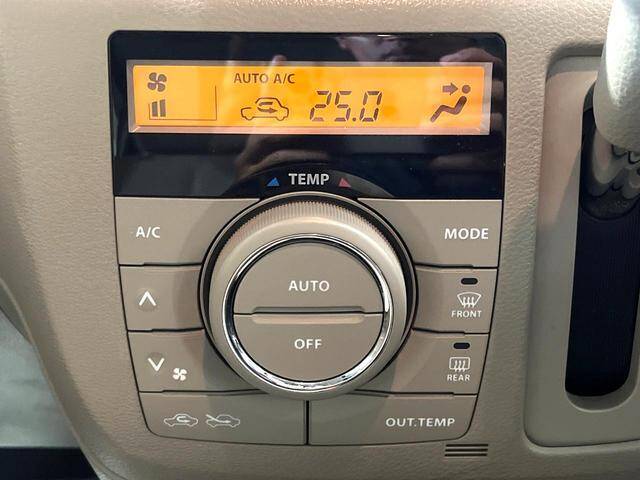 AUTO A/C
25.0
TEMP
A/C
MODE
AUTO
FRONT
OFF
REAR
OUT.TEMP